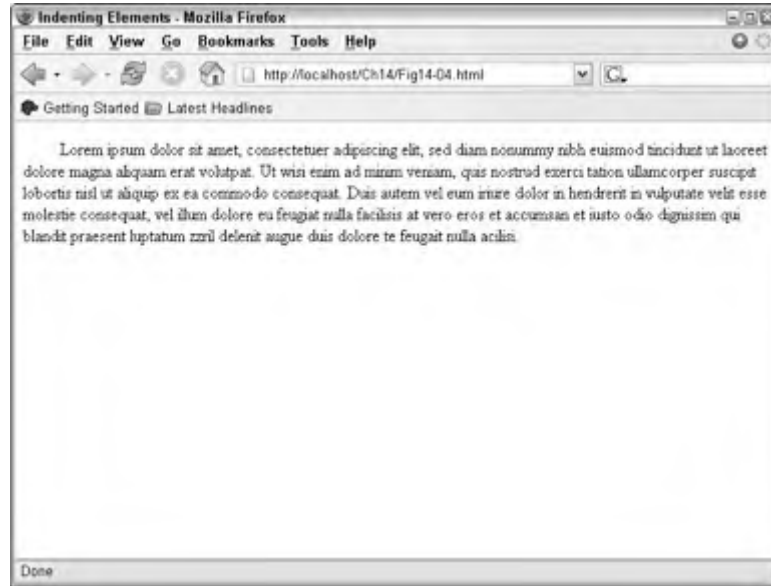 Indenting Elements - Mozilla Firefox
File Edit View Go Bookmarks Tools Help
http://localhost/Ch14/Fig14-04.html
G.
Getting Started Latest Headlines
Lorem ipsum dolor sit amet, consectetuer adipiscing elit, sed diam nonummy nibh euismod tincidunt ut laoreet
dolore magna aliquam erat volutpat. Ut wisi enim ad minim veniam, quis nostrud exerci tation ullamcorper suscipit
lobortis nisl ut aliquip ex ea commodo consequat. Duis autem vel eum iriure dolor in hendrerit in vulputate velit esse
molestie consequat, vel illum dolore eu feugiat nulla facilisis at vero eros et accumsan et iusto odio dignissim qui
blandit praesent luptatum zzril delenit augue duis dolore te feugait nulla acilisi.
Done